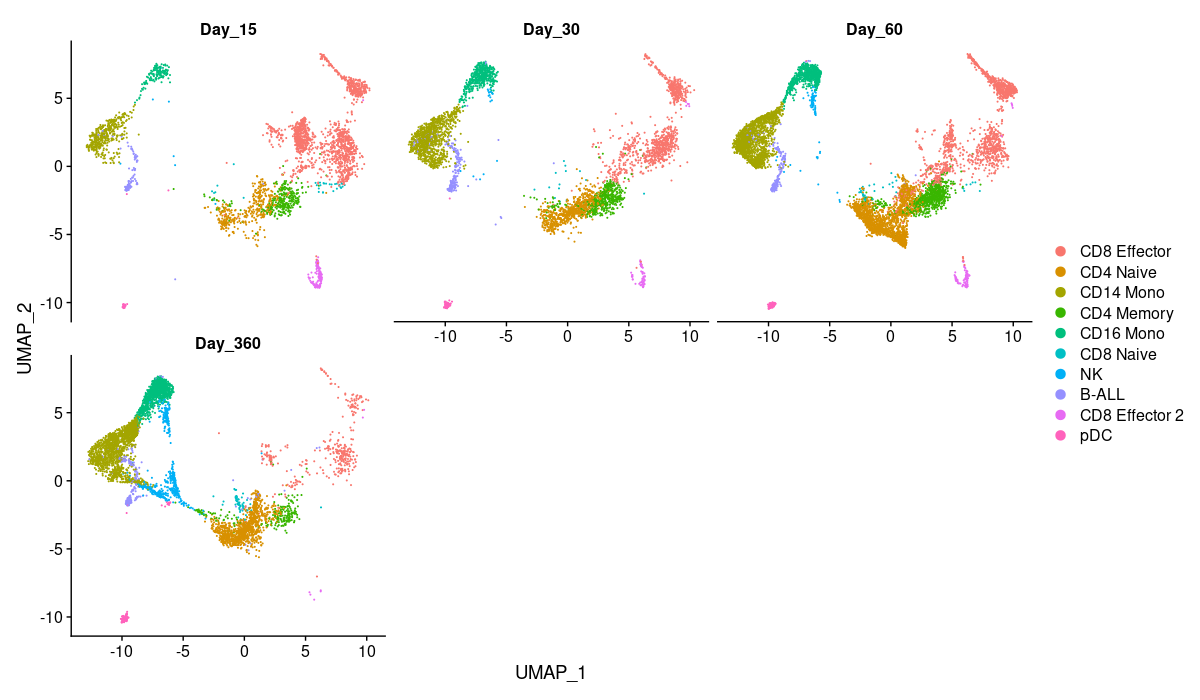 Day_15
Day_30
Day_60
5
0
-5
-10
-10 -5 0 5 10
-10 -5 0 5 10
Day_360
5
0
-5
-10
-10 -5 0 5 10
UMAP_2
UMAP_1
CD8 Effector
CD4 Naive
CD14 Mono
CD4 Memory
CD16 Mono
CD8 Naive
NK
B-ALL
CD8 Effector 2
pDC